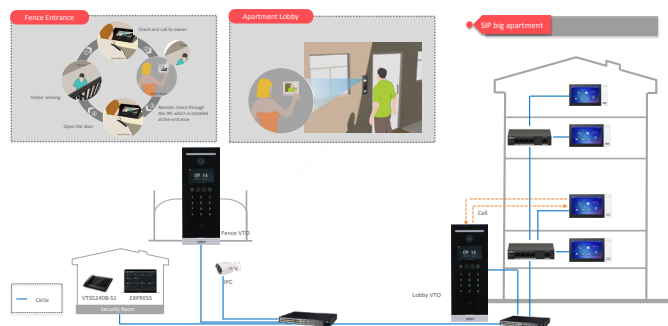 Fence Entrance
Check and call to owner
Visitor arriving
Remote check through
the IPC which is installed
at the entrance
Open the door
Apartment Lobby
SIP big apartment
09 14
Fence VTO
Call
IPC
Lobby VTO
VTS5240B-S1
EXPRESS
Security Room
Cat5e